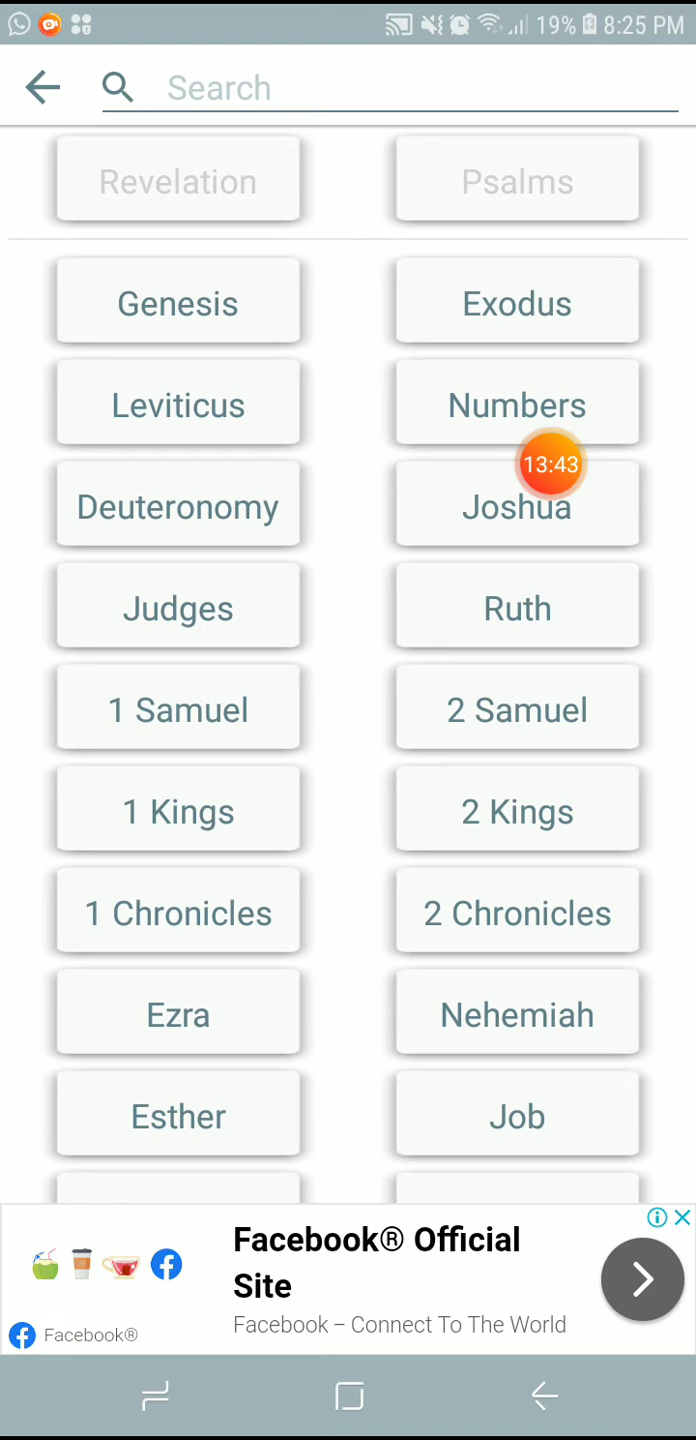 19% 8:25 PM
Search
Revelation Psalms
Genesis Exodus
Leviticus Numbers
13:43
Deuteronomy Joshua
Judges Ruth
1 Samuel 2 Samuel
1 Kings 2 Kings
1 Chronicles 2 Chronicles
Ezra Nehemiah
Esther Job
Facebook® Official
Site
Facebook – Connect To The World
Facebook®